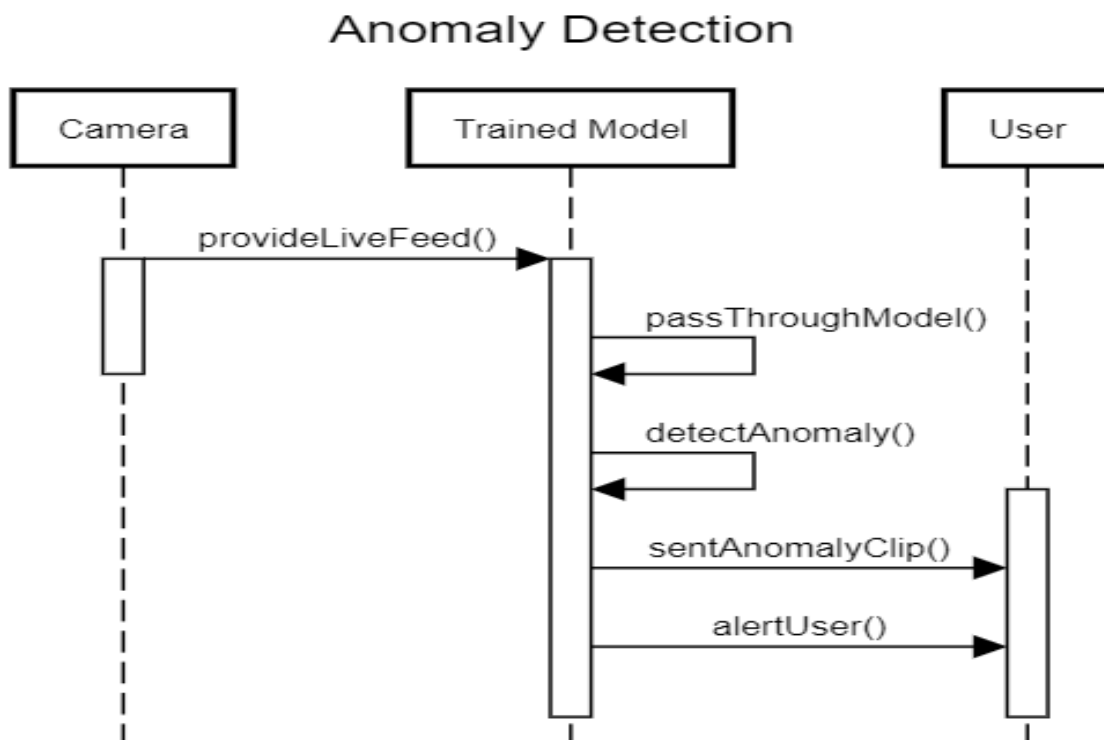 Anomaly Detection
Camera
Trained Model
User
provideLiveFeed()
passThroughModel()
detectAnomaly()
sentAnomalyClip()
alertUser()